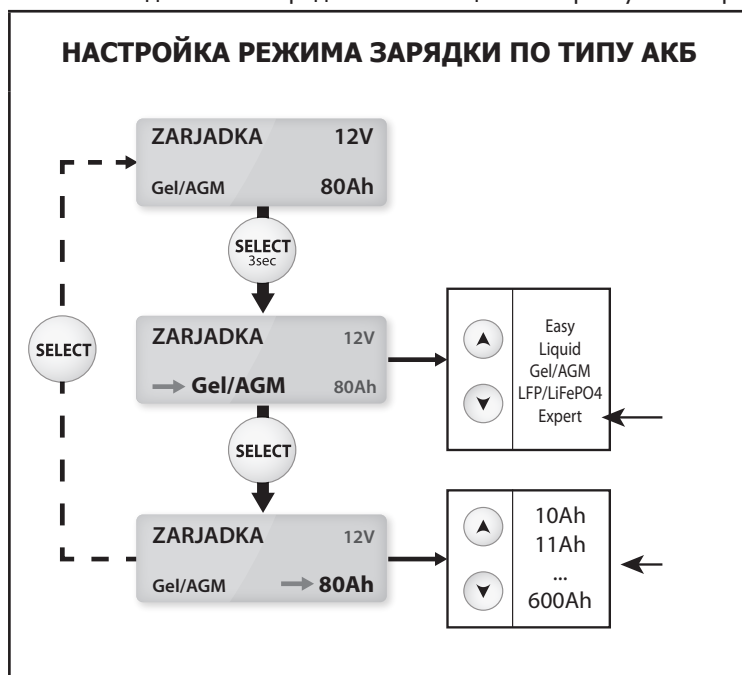 НАСТРОЙКА РЕЖИМА ЗАРЯДКИ ПО ТИПУ АКБ
ZARJADKA 12V
Gel/AGM 80Ah
SELECT
3sec
SELECT
ZARJADKA 12V
Gel/AGM 80Ah
Easy
Liquid
Gel/AGM
LFP/LiFePO4
Expert
SELECT
ZARJADKA 12V
Gel/AGM 80Ah
10Ah
11Ah
...
600Ah